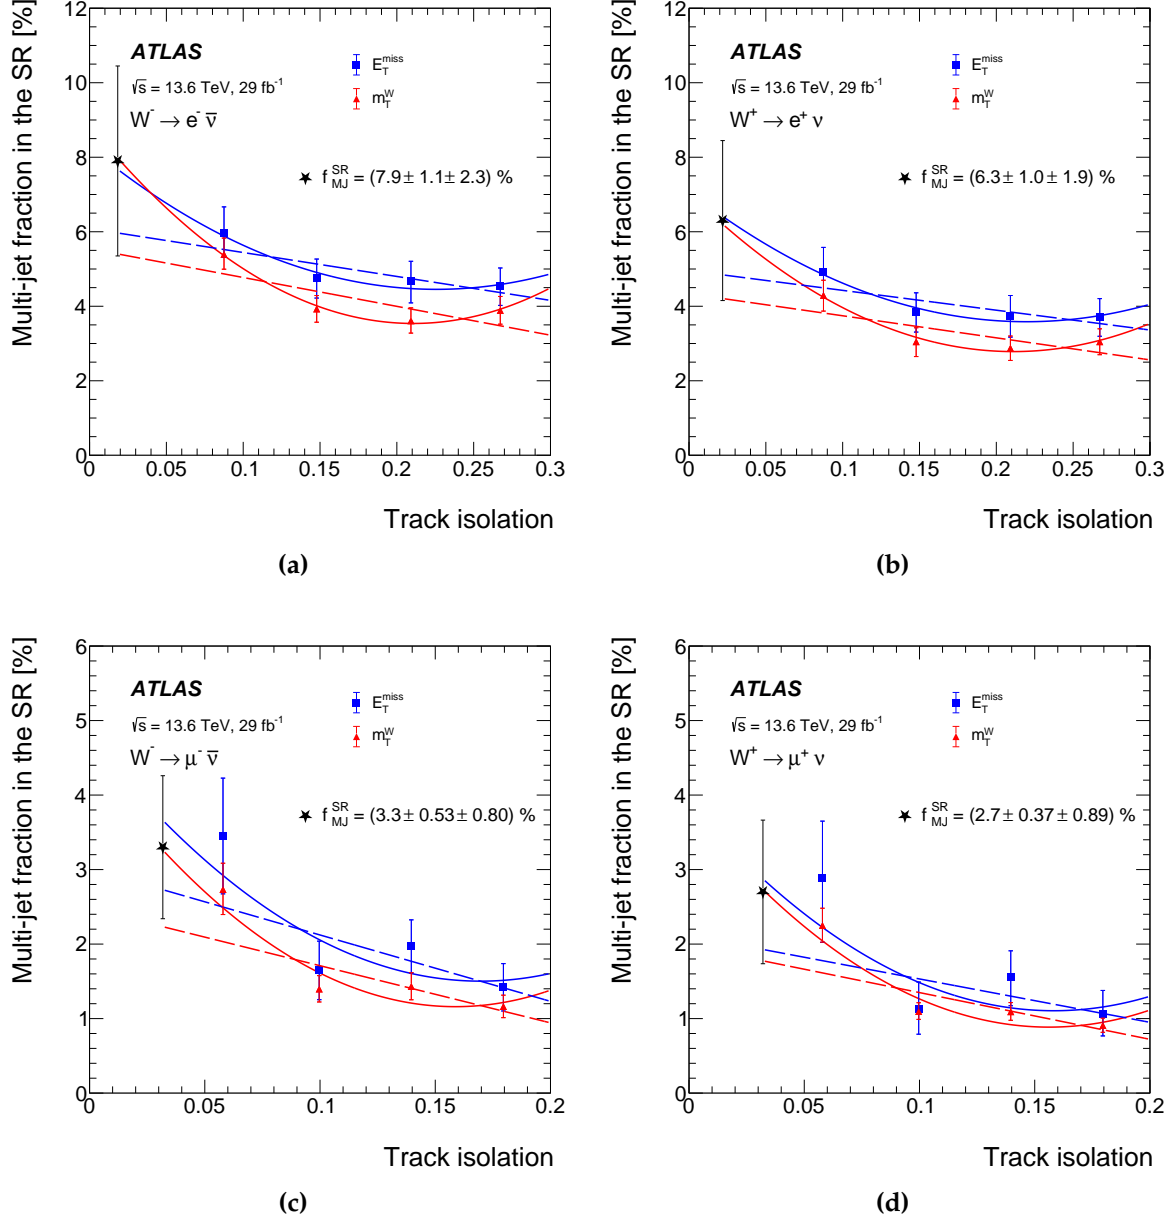 Multi-jet fraction in the SR [%]
12
10
8
6
4
2
0
ATLAS
√s = 13.6 TeV, 29 fb⁻¹
W⁻ → e⁻ ν̅
E_T^miss
m_T^W
f_MJ^SR = (7.9 ± 1.1 ± 2.3) %
0 0.05 0.1 0.15 0.2 0.25 0.3
Track isolation
(a)
Multi-jet fraction in the SR [%]
12
10
8
6
4
2
0
ATLAS
√s = 13.6 TeV, 29 fb⁻¹
W⁺ → e⁺ ν
E_T^miss
m_T^W
f_MJ^SR = (6.3 ± 1.0 ± 1.9) %
0 0.05 0.1 0.15 0.2 0.25 0.3
Track isolation
(b)
Multi-jet fraction in the SR [%]
6
5
4
3
2
1
0
ATLAS
√s = 13.6 TeV, 29 fb⁻¹
W⁻ → μ⁻ ν̅
E_T^miss
m_T^W
f_MJ^SR = (3.3 ± 0.53 ± 0.80) %
0 0.05 0.1 0.15 0.2
Track isolation
(c)
Multi-jet fraction in the SR [%]
6
5
4
3
2
1
0
ATLAS
√s = 13.6 TeV, 29 fb⁻¹
W⁺ → μ⁺ ν
E_T^miss
m_T^W
f_MJ^SR = (2.7 ± 0.37 ± 0.89) %
0 0.05 0.1 0.15 0.2
Track isolation
(d)